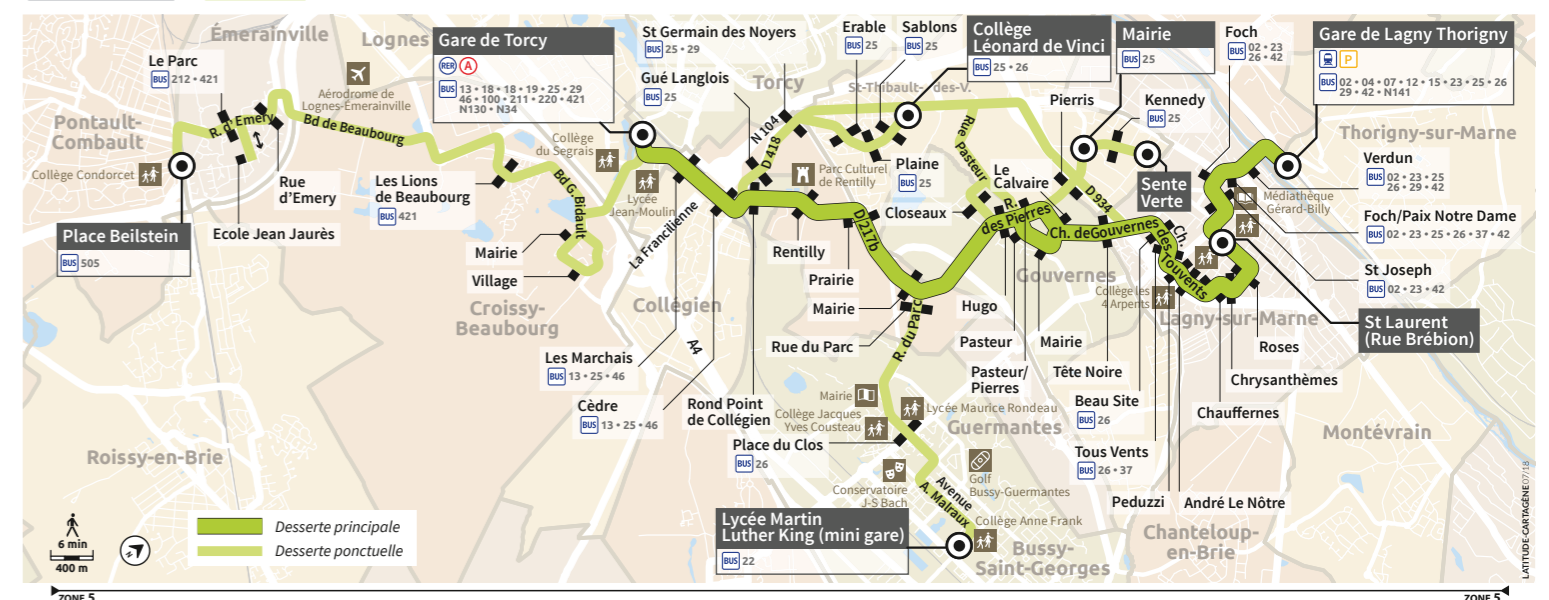 Émerainville
Lognes
Le Parc
BUS 212 • 421
Gare de Torcy
RER A
BUS 13 • 18 • 18 • 19 • 25 • 29
46 • 100 • 211 • 220 • 421
N130 • N34
St Germain des Noyers
BUS 25 • 29
Gué Langlois
BUS 25
Torcy
Erable
BUS 25
Sablons
BUS 25
St-Thibault-des-V.
Collège
Léonard de Vinci
BUS 25 • 26
Mairie
BUS 25
Foch
BUS 02 • 23
26 • 42
Gare de Lagny Thorigny
P
BUS 02 • 04 • 07 • 12 • 15 • 23 • 25 • 26
29 • 42 • N141
Pierris
Kennedy
BUS 25
Thorigny-sur-Marne
Pontault-
Combault
Collège Condorcet
R. d'Emery
Bd de Beaubourg
Aérodrome de
Lognes-Émerainville
Collège
du Segrais
N 104
D 418
Parc Culturel
de Rentilly
Plaine
BUS 25
Rue Pasteur
Le
Calvaire
D934
Sente
Verte
Verdun
BUS 02 • 23 • 25
26 • 29 • 42
Médiathèque
Gérard-Billy
Foch/Paix Notre Dame
BUS 02 • 23 • 25 • 26 • 37 • 42
St Joseph
BUS 02 • 23 • 42
Rue
d'Emery
Les Lions
de Beaubourg
BUS 421
Bd G. Bidault
Lycée
Jean-Moulin
La Francilienne
Closeaux
R.
des Pierres
Ch. de Gouvernes
Ch.
des
Touvents
Place Beilstein
BUS 505
Ecole Jean Jaurès
Mairie
Village
Croissy-
Beaubourg
Collégien
Rentilly
Prairie
D217b
Mairie
Gouvernes
Collège les
4 Arpents
Lagny-sur-Marne
St Laurent
(Rue Brébion)
Hugo
Rue du Parc
R. du Parc
A4
Pasteur
Mairie
Pasteur/
Pierres
Tête Noire
Roses
Chrysanthèmes
Chauffernes
Les Marchais
BUS 13 • 25 • 46
Cèdre
BUS 13 • 25 • 46
Rond Point
de Collégien
Mairie
Collège Jacques
Yves Cousteau
Lycée Maurice Rondeau
Guermantes
Beau Site
BUS 26
Place du Clos
BUS 26
Tous Vents
BUS 26 • 37
Montévrain
Roissy-en-Brie
Conservatoire
J-S Bach
Golf
Bussy-Guermantes
Avenue
A. Malraux
Peduzzi
André Le Nôtre
Collège Anne Frank
Lycée Martin
Luther King (mini gare)
BUS 22
Bussy-
Saint-Georges
Chanteloup-
en-Brie
6 min
400 m
Desserte principale
Desserte ponctuelle
LATITUDE-CARTAGÈNE 07/18
ZONE 5
ZONE 5